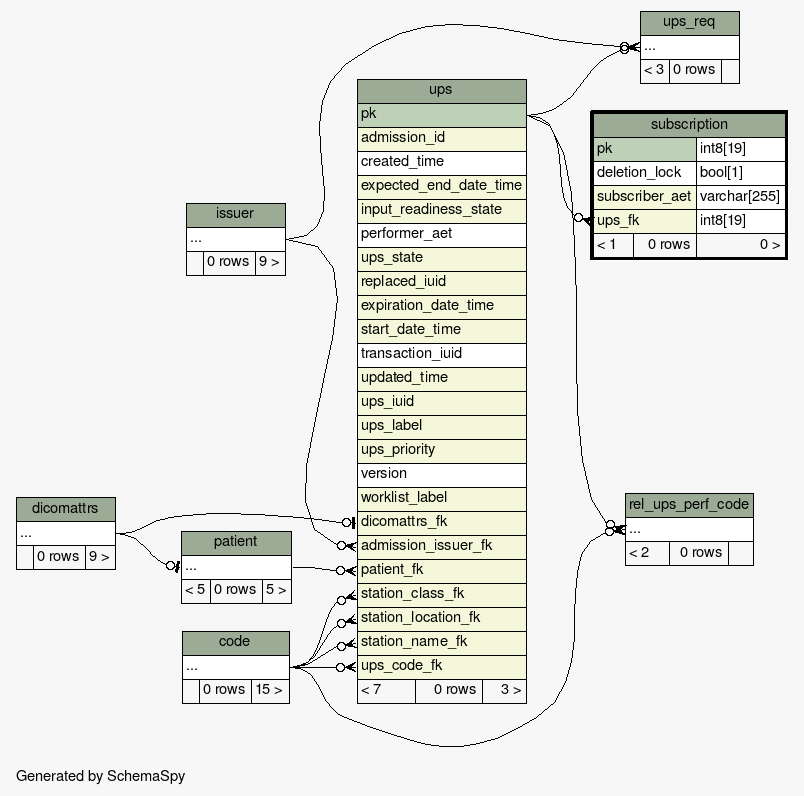 ups_req
...
< 3 0 rows
subscription
pk int8[19]
deletion_lock bool[1]
subscriber_aet varchar[255]
ups_fk int8[19]
< 1 0 rows 0 >
ups
pk
admission_id
created_time
expected_end_date_time
input_readiness_state
performer_aet
ups_state
replaced_iuid
expiration_date_time
start_date_time
transaction_iuid
updated_time
ups_iuid
ups_label
ups_priority
version
worklist_label
dicomattrs_fk
admission_issuer_fk
patient_fk
station_class_fk
station_location_fk
station_name_fk
ups_code_fk
< 7 0 rows 3 >
issuer
...
0 rows 9 >
dicomattrs
...
0 rows 9 >
patient
...
< 5 0 rows 5 >
code
...
0 rows 15 >
rel_ups_perf_code
...
< 2 0 rows
Generated by SchemaSpy